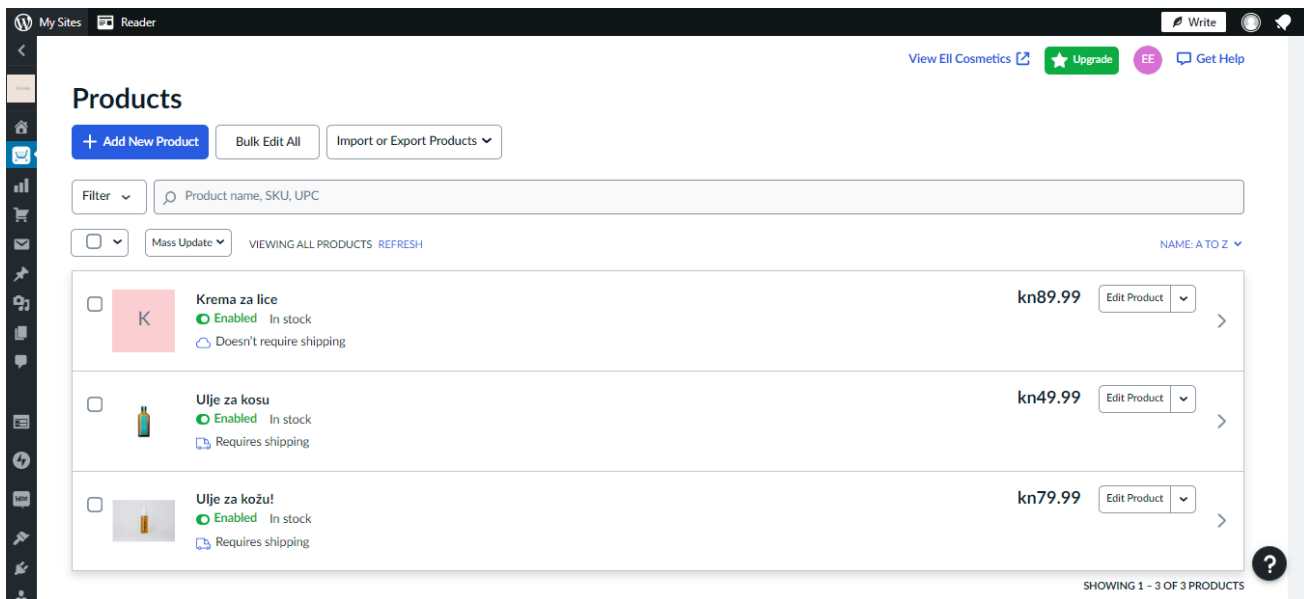 My Sites Reader Write
View Ell Cosmetics Upgrade EE Get Help
Products
Add New Product Bulk Edit All Import or Export Products
Filter Product name, SKU, UPC
Mass Update VIEWING ALL PRODUCTS REFRESH NAME: A TO Z
K
Krema za lice kn89.99 Edit Product
Enabled In stock
Doesn't require shipping
Ulje za kosu kn49.99 Edit Product
Enabled In stock
Requires shipping
Ulje za kožu! kn79.99 Edit Product
Enabled In stock
Requires shipping
SHOWING 1 – 3 OF 3 PRODUCTS
?